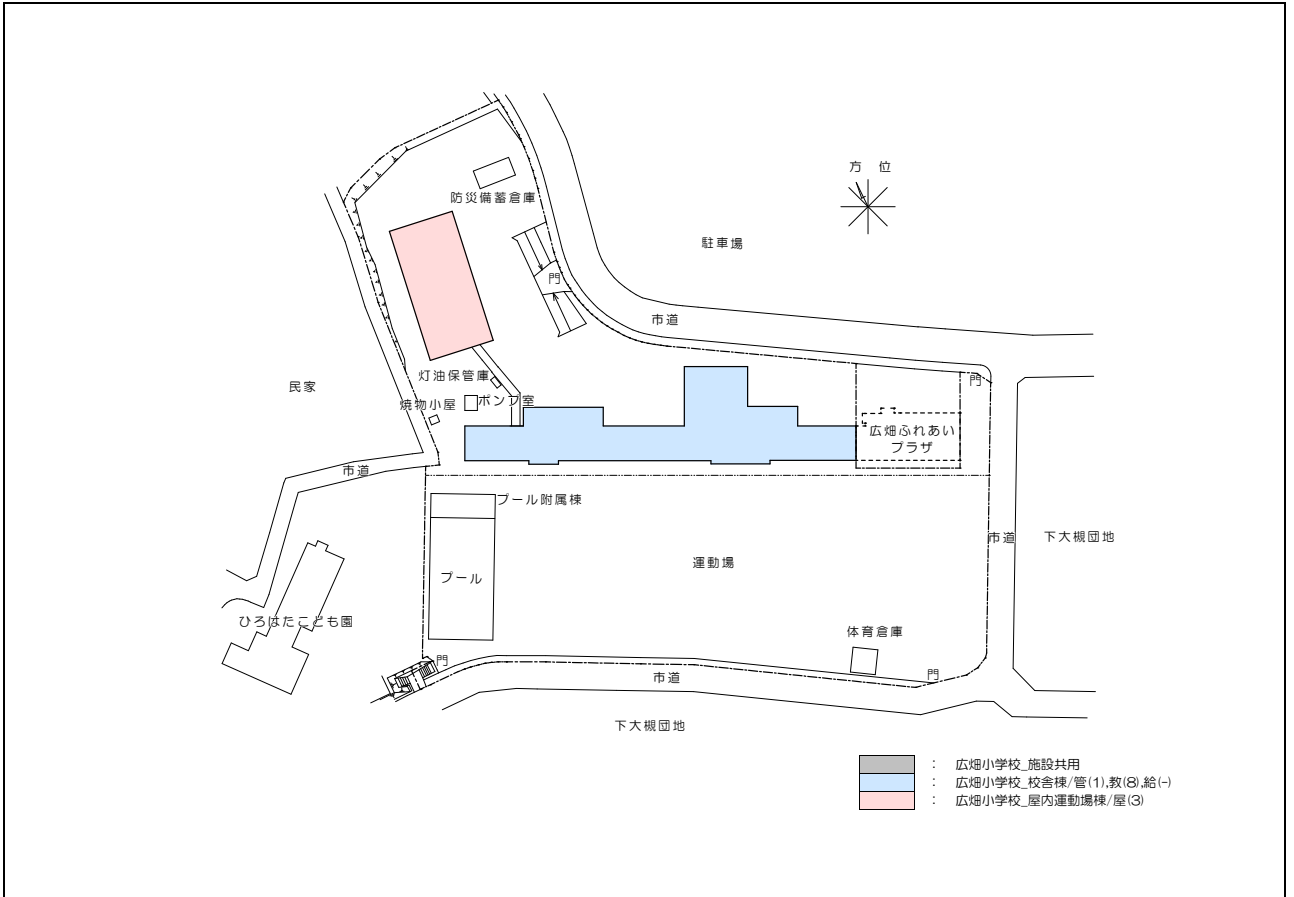 方 位
防災備蓄倉庫
駐車場
門
市道
灯油保管庫
民家
門
焼物小屋
ポンプ室
広畑ふれあい
プラザ
市道
プール附属棟
市道
下大槻団地
運動場
プール
ひろはたこども園
体育倉庫
門
門
市道
下大槻団地
: 広畑小学校_施設共用
: 広畑小学校_校舎棟/管(1),教(8),給(-)
: 広畑小学校_屋内運動場棟/屋(3)